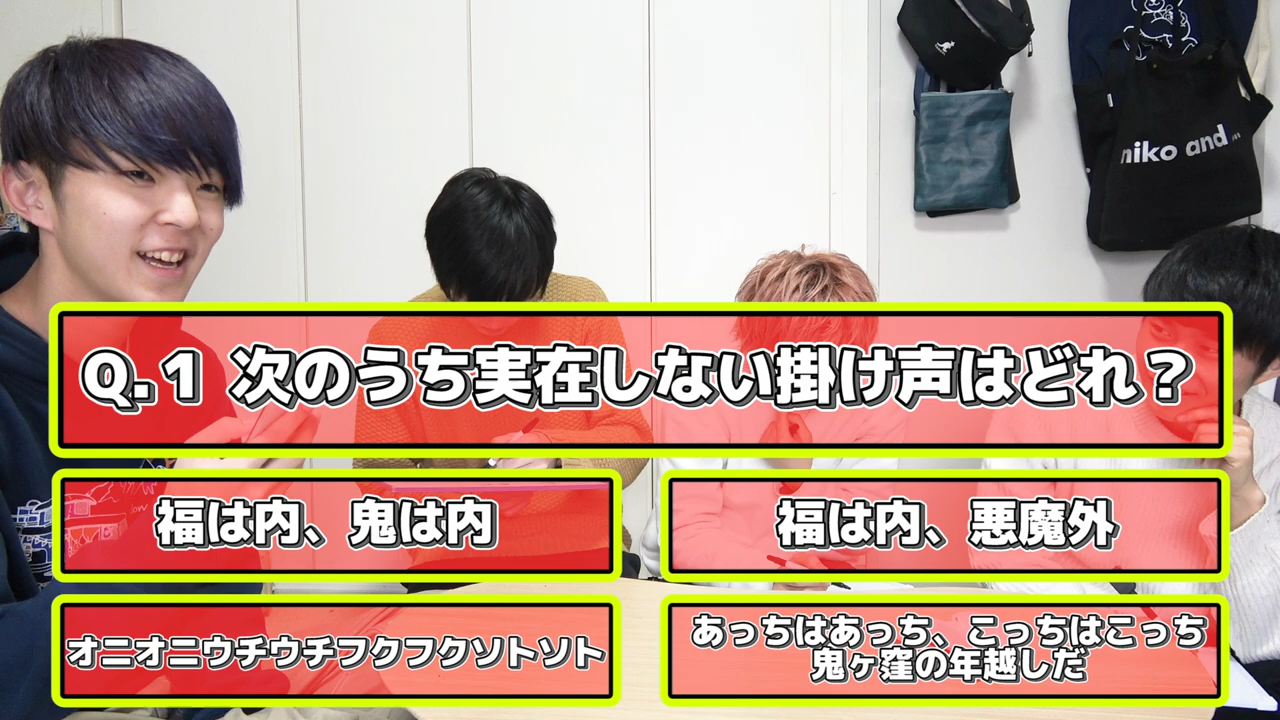 niko and ...
Q.1 次のうち実在しない掛け声はどれ？
福は内、鬼は内
福は内、悪魔外
オニオニウチウチフクフクソトソト
あっちはあっち、こっちはこっち
鬼ヶ窪の年越しだ